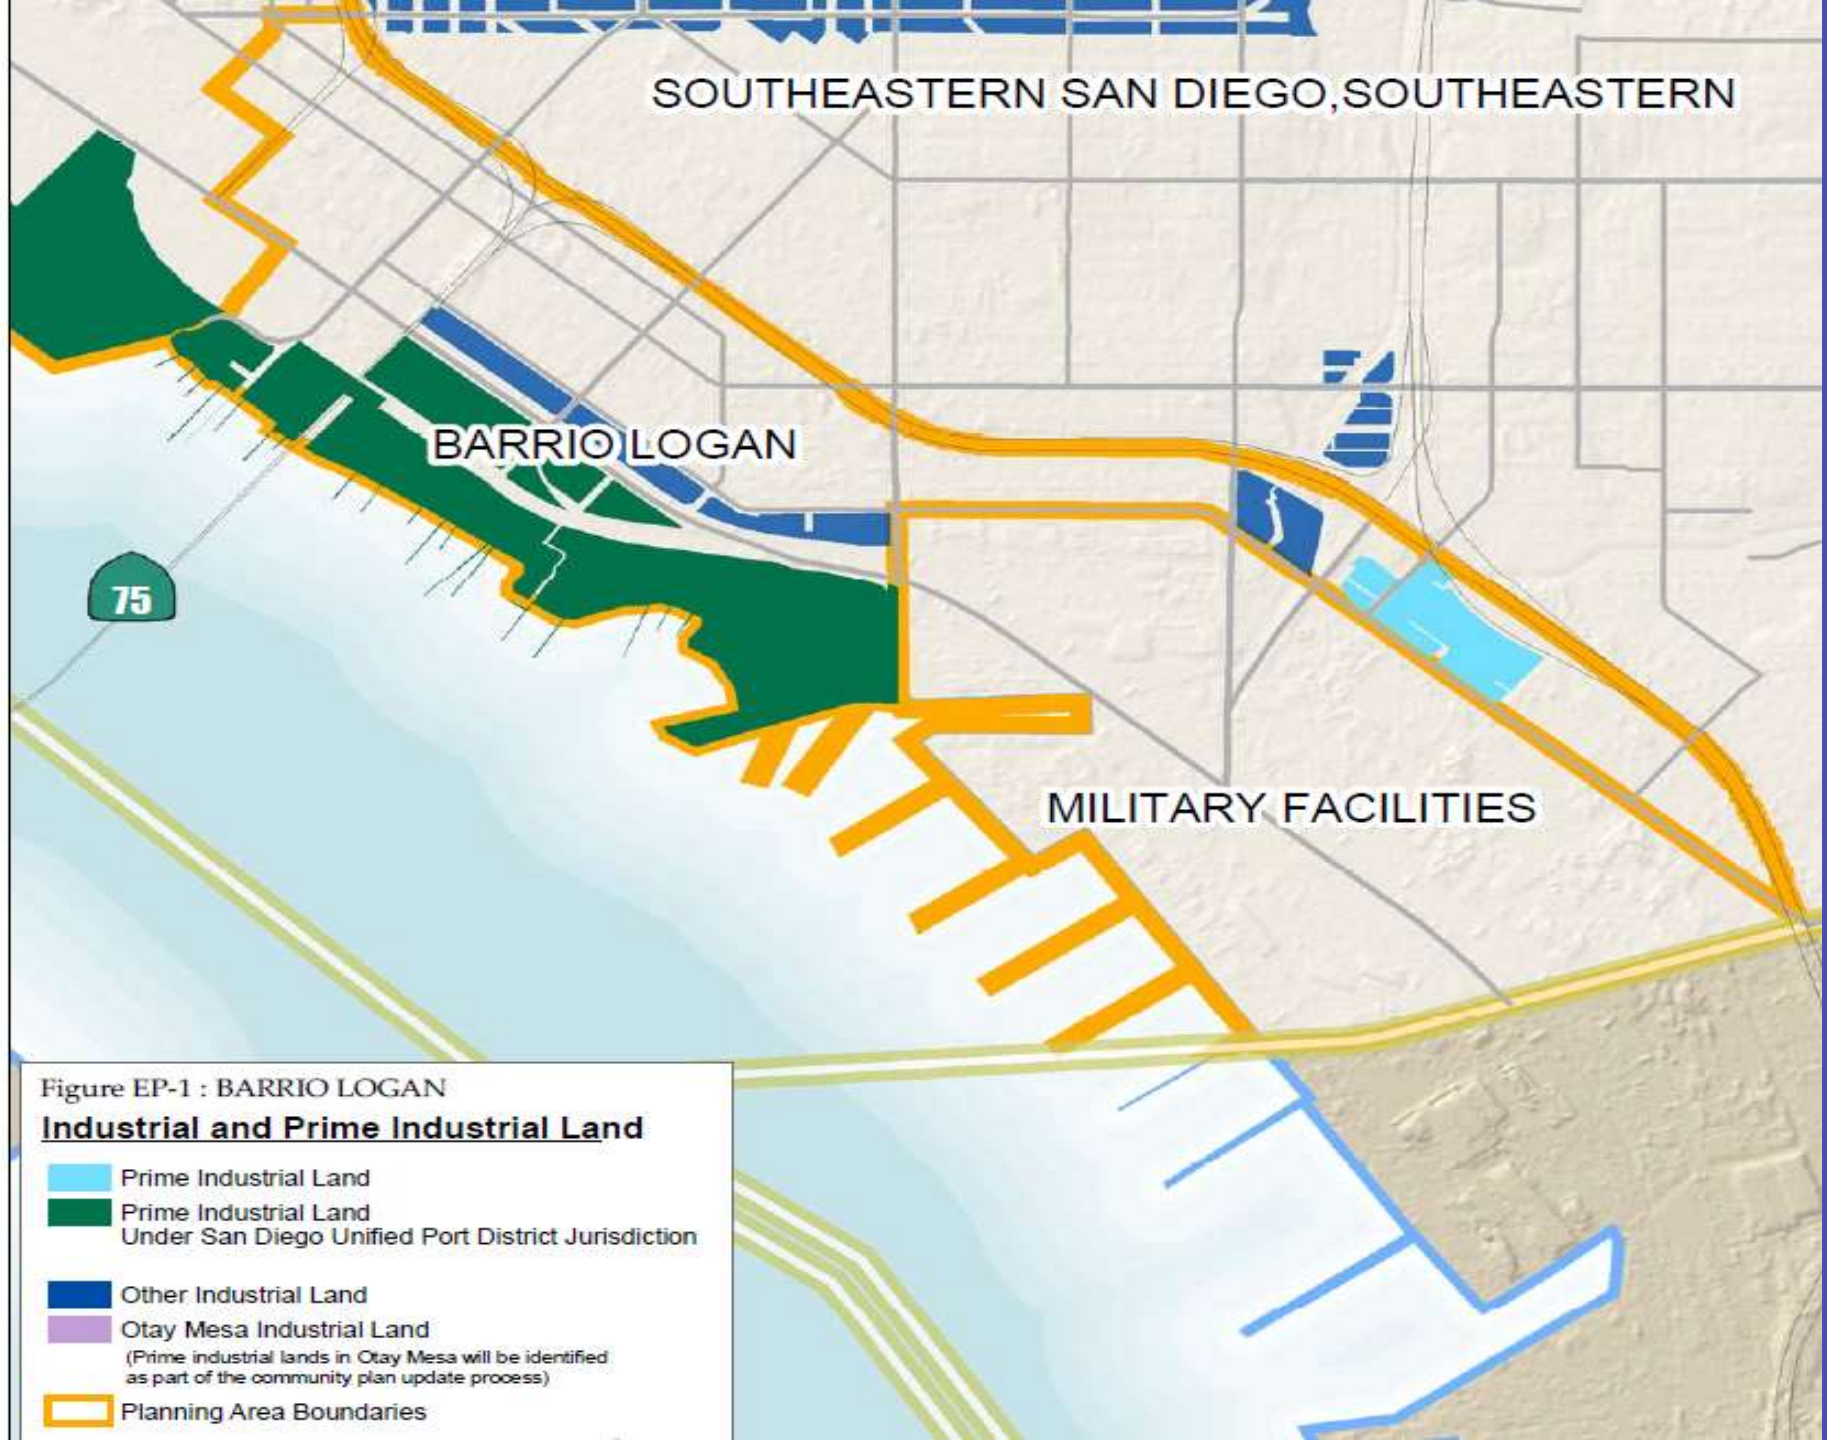 SOUTHEASTERN SAN DIEGO,SOUTHEASTERN
BARRIO LOGAN
75
MILITARY FACILITIES
Figure EP-1 : BARRIO LOGAN
Industrial and Prime Industrial Land
Prime Industrial Land
Prime Industrial Land
Under San Diego Unified Port District Jurisdiction
Other Industrial Land
Otay Mesa Industrial Land
(Prime industrial lands in Otay Mesa will be identified
as part of the community plan update process)
Planning Area Boundaries